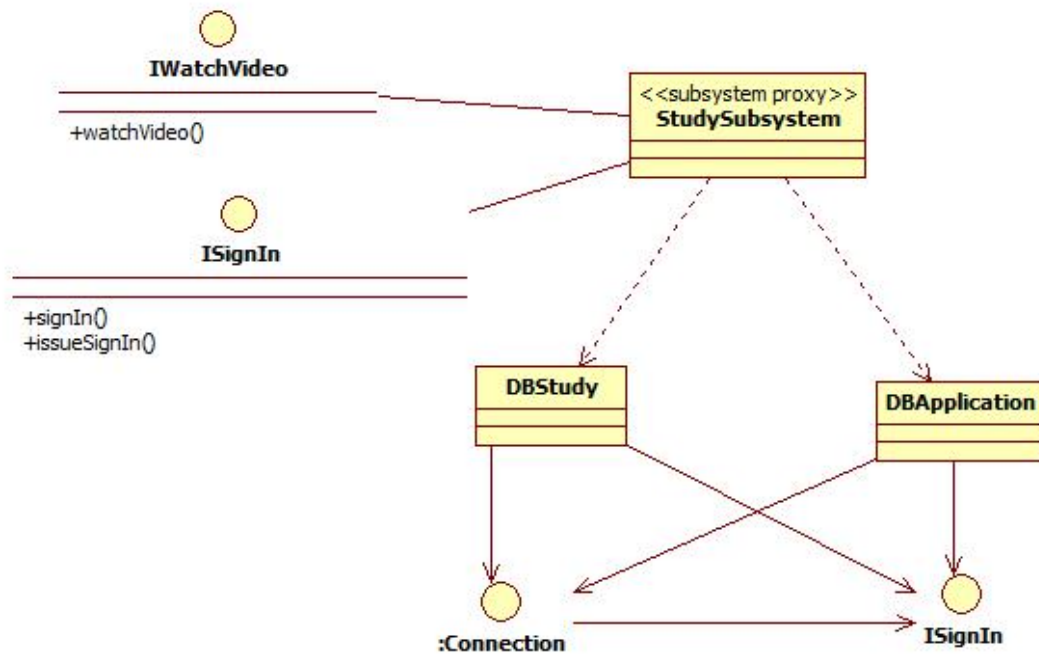 IWatchVideo
+watchVideo()
<<subsystem proxy>>
StudySubsystem
ISignIn
+signIn()
+issueSignIn()
DBStudy
DBApplication
:Connection
ISignIn